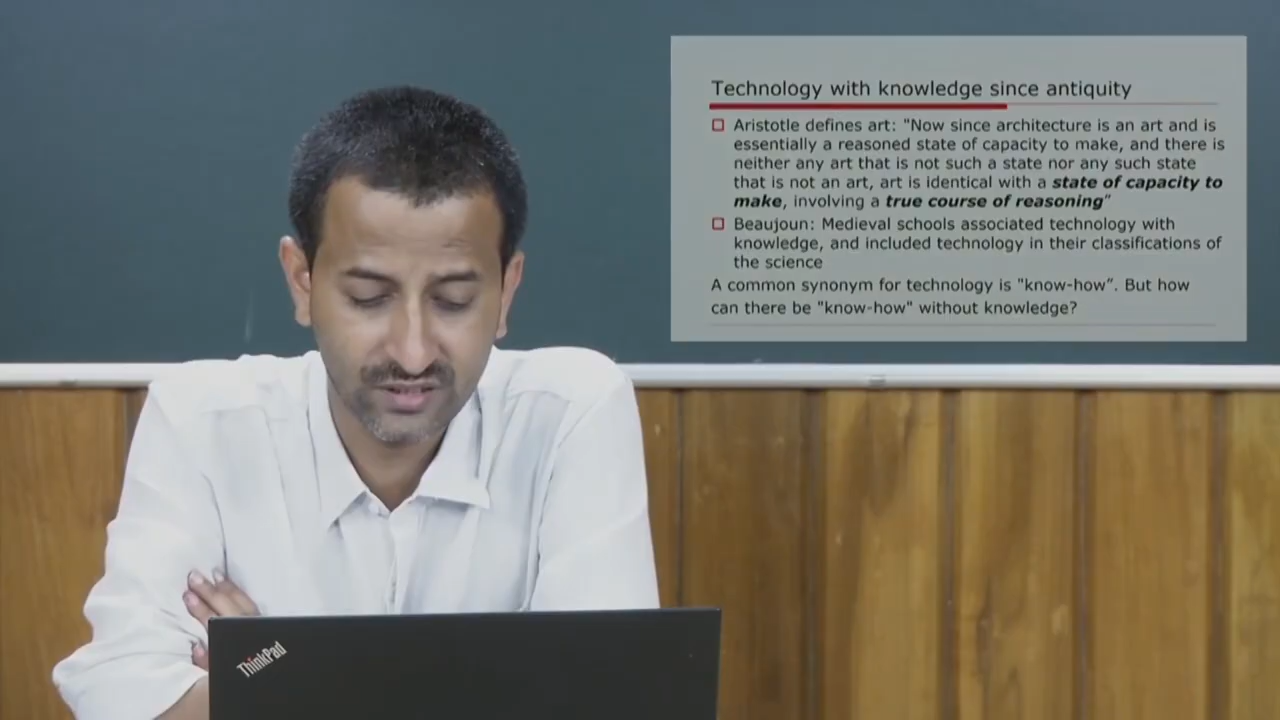 Technology with knowledge since antiquity
Aristotle defines art: "Now since architecture is an art and is
essentially a reasoned state of capacity to make, and there is
neither any art that is not such a state nor any such state
that is not an art, art is identical with a state of capacity to
make, involving a true course of reasoning"
Beaujoun: Medieval schools associated technology with
knowledge, and included technology in their classifications of
the science
A common synonym for technology is "know-how”. But how
can there be "know-how" without knowledge?
ThinkPad